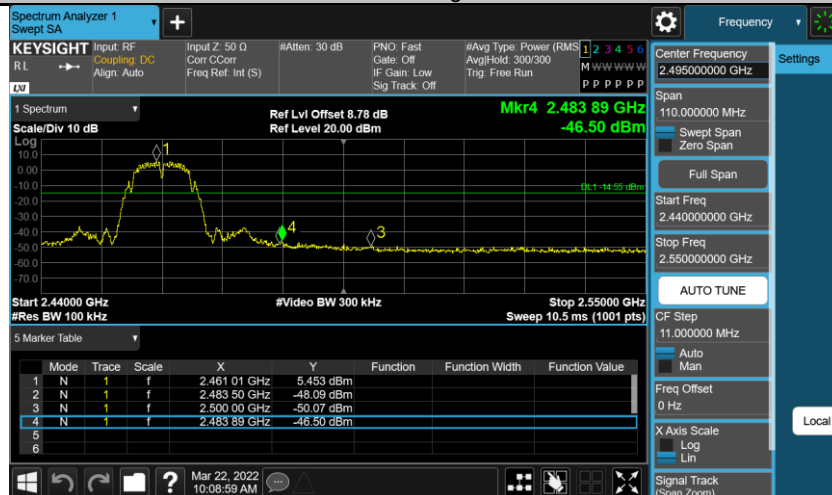 Spectrum Analyzer 1
Swept SA
Frequency
KEYSIGHT
RL
LXI
Input: RF
Coupling: DC
Align: Auto
Input Z: 50 Ω
Corr CCorr
Freq Ref: Int (S)
#Atten: 30 dB
PNO: Fast
Gate: Off
IF Gain: Low
Sig Track: Off
#Avg Type: Power (RMS
Avg|Hold: 300/300
Trig: Free Run
1 2 3 4 5 6
M W W W W W
P P P P P P
Center Frequency
2.495000000 GHz
Settings
Span
110.000000 MHz
Swept Span
Zero Span
Full Span
Start Freq
2.440000000 GHz
Stop Freq
2.550000000 GHz
AUTO TUNE
CF Step
11.000000 MHz
Auto
Man
Freq Offset
0 Hz
Local
X Axis Scale
Log
Lin
Signal Track
(Span Zoom)
1 Spectrum
Scale/Div 10 dB
Ref Lvl Offset 8.78 dB
Ref Level 20.00 dBm
Mkr4 2.483 89 GHz
-46.50 dBm
Log
10.0
0.00
-10.0
-20.0
-30.0
-40.0
-50.0
-60.0
-70.0
1
4
3
DL1 -14.55 dBm
Start 2.44000 GHz
#Res BW 100 kHz
#Video BW 300 kHz
Stop 2.55000 GHz
Sweep 10.5 ms (1001 pts)
5 Marker Table
Mode Trace Scale X Y Function Function Width Function Value
1 N 1 f 2.461 01 GHz 5.453 dBm
2 N 1 f 2.483 50 GHz -48.09 dBm
3 N 1 f 2.500 00 GHz -50.07 dBm
4 N 1 f 2.483 89 GHz -46.50 dBm
5
6
?
Mar 22, 2022
10:08:59 AM